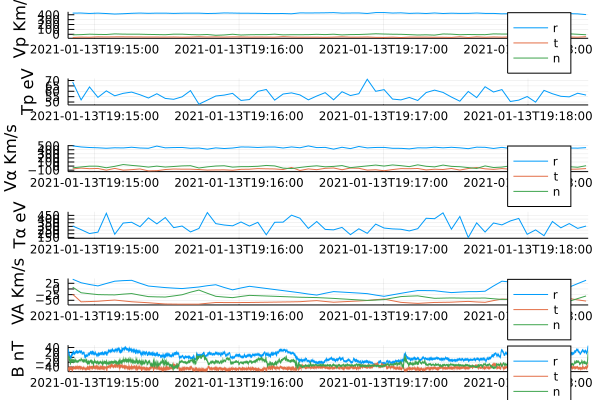 Vp Km/s
400
300
200
100
r
t
n
2021-01-13T19:15:00 2021-01-13T19:16:00 2021-01-13T19:17:00
Tp eV
70
60
50
40
30
2021-01-13T19:15:00 2021-01-13T19:16:00 2021-01-13T19:17:00 2021-01-13T19:18:00
Vα Km/s
500
-100
r
t
n
2021-01-13T19:15:00 2021-01-13T19:16:00 2021-01-13T19:17:00
Tα eV
450
2021-01-13T19:15:00 2021-01-13T19:16:00 2021-01-13T19:17:00 2021-01-13T19:18:00
VA Km/s
25
r
t
n
2021-01-13T19:15:00 2021-01-13T19:16:00 2021-01-13T19:17:00
B nT
40
r
t
n
2021-01-13T19:15:00 2021-01-13T19:16:00 2021-01-13T19:17:00